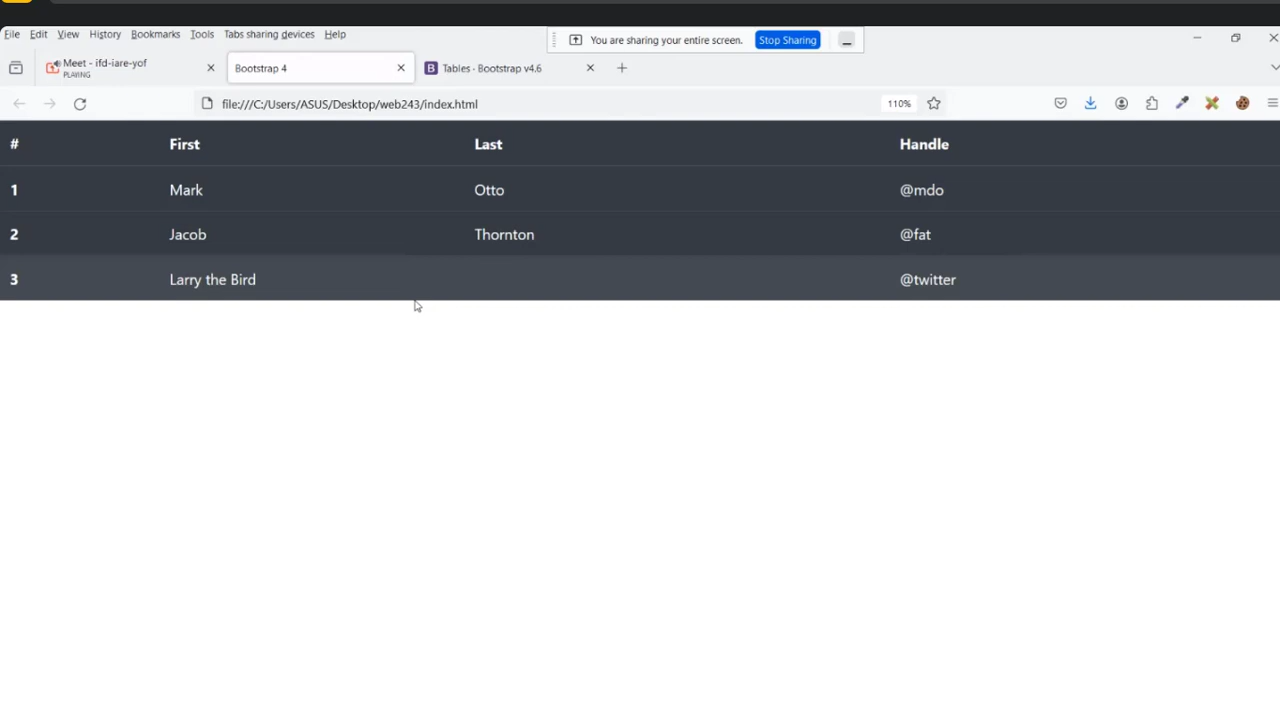 File Edit View History Bookmarks Tools Tabs sharing devices Help
You are sharing your entire screen. Stop Sharing
Meet - ifd-iare-yof
PLAYING
Bootstrap 4
Tables - Bootstrap v4.6
file:///C:/Users/ASUS/Desktop/web243/index.html
110%
# First Last Handle
1 Mark Otto @mdo
2 Jacob Thornton @fat
3 Larry the Bird @twitter